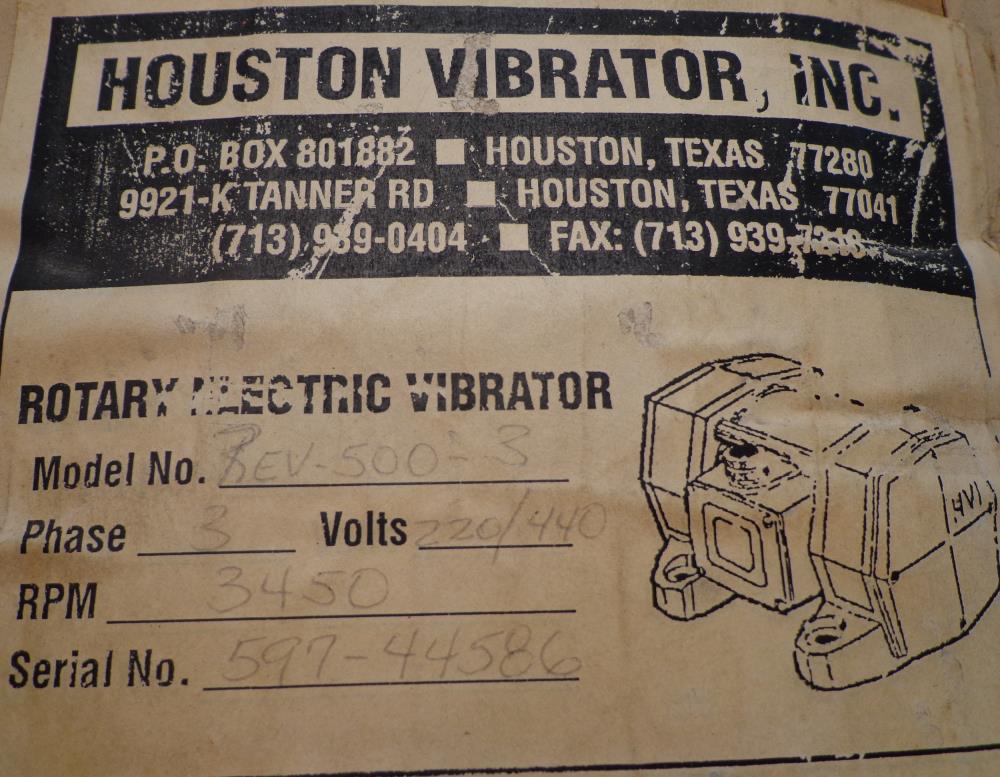 HOUSTON VIBRATOR, INC.
P.O. BOX 801882 ■ HOUSTON, TEXAS 77280
9921-K TANNER RD ■ HOUSTON, TEXAS 77041
(713) 939-0404 ■ FAX: (713) 939-7318
ROTARY ELECTRIC VIBRATOR
Model No. REV-500-3
Phase 3 Volts 220/440
RPM 3450
Serial No. 597-44586
HVI